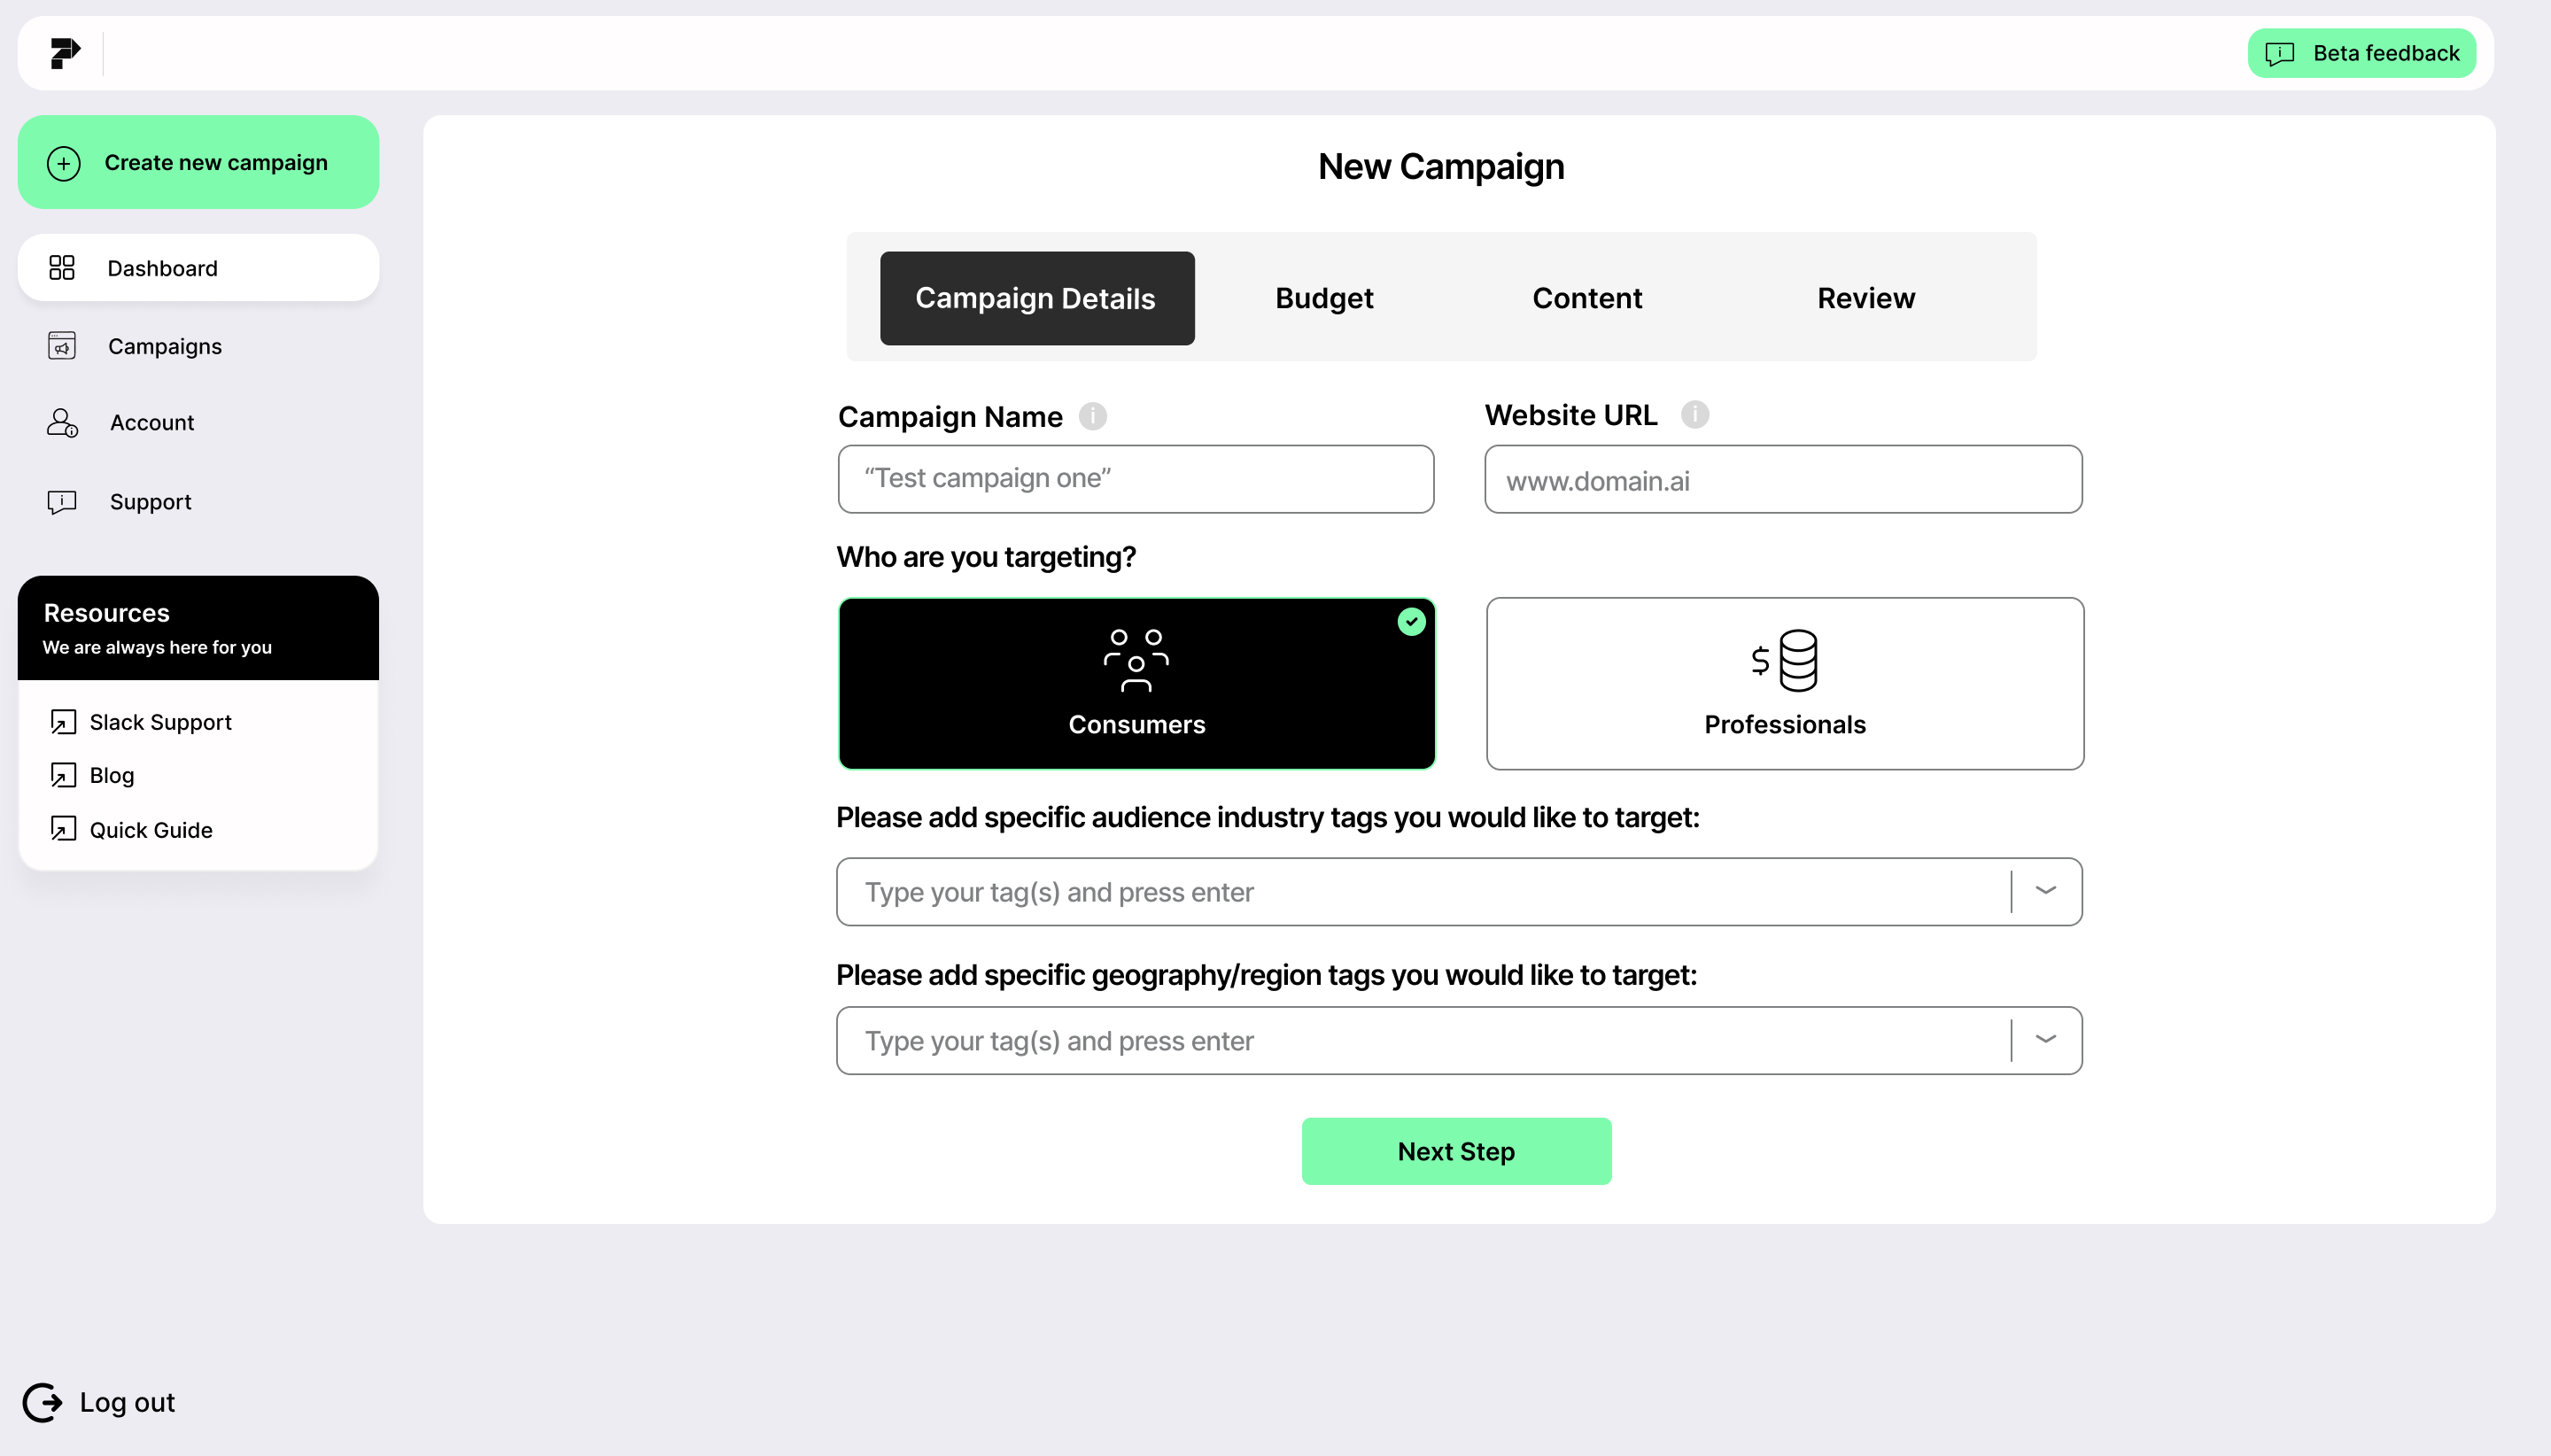 Beta feedback
Create new campaign
Dashboard
Campaigns
Account
Support
Resources
We are always here for you
Slack Support
Blog
Quick Guide
Log out
New Campaign
Campaign Details
Budget
Content
Review
Campaign Name
“Test campaign one”
Website URL
www.domain.ai
Who are you targeting?
Consumers
$
Professionals
Please add specific audience industry tags you would like to target:
Type your tag(s) and press enter
Please add specific geography/region tags you would like to target:
Type your tag(s) and press enter
Next Step